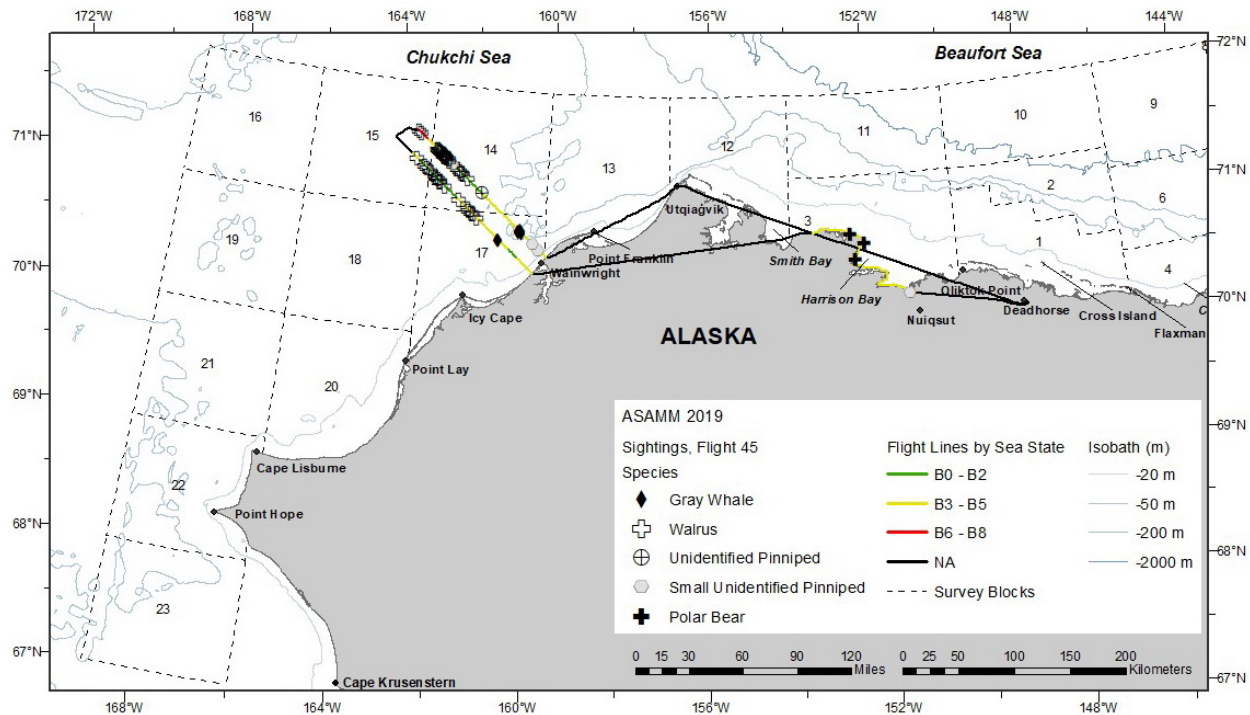 172°W 168°W 164°W 160°W 156°W 152°W 148°W 144°W
72°N
Chukchi Sea Beaufort Sea
16 15 14 13 12 11 10 9
71°N 71°N
2 6
3 1
Utqiaġvik
19 18 17 Point Franklin Smith Bay 4
70°N Wainwright Harrison Bay Oliktok Point 70°N
Icy Cape Nuiqsut Deadhorse Cross Island
Flaxman
ALASKA
21 20 Point Lay
69°N 69°N
Cape Lisburne
22
Point Hope
68°N 68°N
23
67°N 67°N
Cape Krusenstern
ASAMM 2019
Sightings, Flight 45
Species
Gray Whale
Walrus
Unidentified Pinniped
Small Unidentified Pinniped
Polar Bear
Flight Lines by Sea State
B0 - B2
B3 - B5
B6 - B8
NA
Survey Blocks
Isobath (m)
-20 m
-50 m
-200 m
-2000 m
0 15 30 60 90 120
Miles
0 25 50 100 150 200
Kilometers
168°W 164°W 160°W 156°W 152°W 148°W